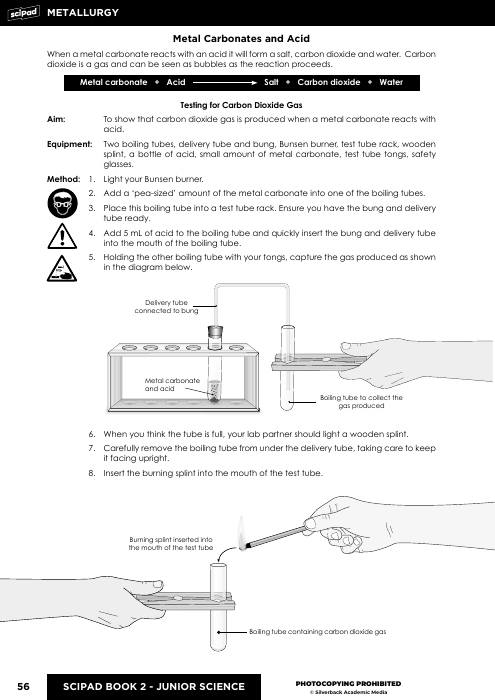 scipad METALLURGY
Metal Carbonates and Acid
When a metal carbonate reacts with an acid it will form a salt, carbon dioxide and water. Carbon
dioxide is a gas and can be seen as bubbles as the reaction proceeds.
Metal carbonate + Acid ⟶ Salt + Carbon dioxide + Water
Testing for Carbon Dioxide Gas
Aim: To show that carbon dioxide gas is produced when a metal carbonate reacts with
acid.
Equipment: Two boiling tubes, delivery tube and bung, Bunsen burner, test tube rack, wooden
splint, a bottle of acid, small amount of metal carbonate, test tube tongs, safety
glasses.
Method: 1. Light your Bunsen burner.
2. Add a ‘pea-sized’ amount of the metal carbonate into one of the boiling tubes.
3. Place this boiling tube into a test tube rack. Ensure you have the bung and delivery
tube ready.
4. Add 5 mL of acid to the boiling tube and quickly insert the bung and delivery tube
into the mouth of the boiling tube.
5. Holding the other boiling tube with your tongs, capture the gas produced as shown
in the diagram below.
Delivery tube
connected to bung
Metal carbonate
and acid
Boiling tube to collect the
gas produced
6. When you think the tube is full, your lab partner should light a wooden splint.
7. Carefully remove the boiling tube from under the delivery tube, taking care to keep
it facing upright.
8. Insert the burning splint into the mouth of the test tube.
Burning splint inserted into
the mouth of the test tube
Boiling tube containing carbon dioxide gas
56 SCIPAD BOOK 2 - JUNIOR SCIENCE
PHOTOCOPYING PROHIBITED
© Silverback Academic Media